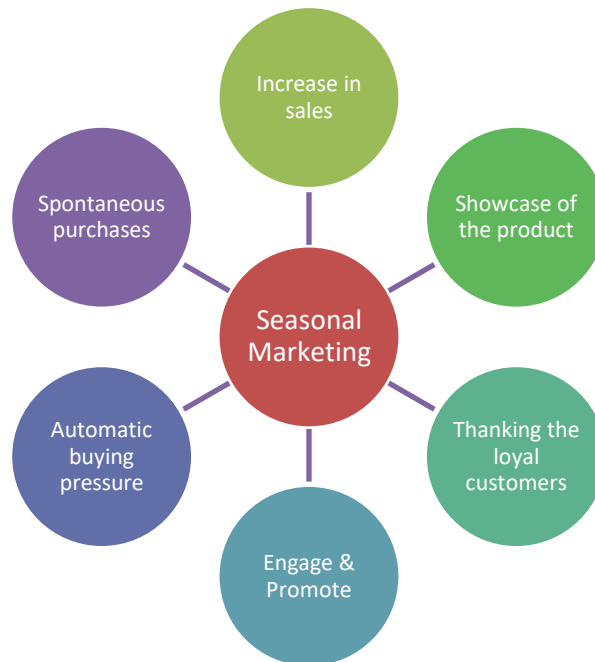 Increase in
sales
Showcase of
the product
Thanking the
loyal
customers
Engage &
Promote
Automatic
buying
pressure
Spontaneous
purchases
Seasonal
Marketing